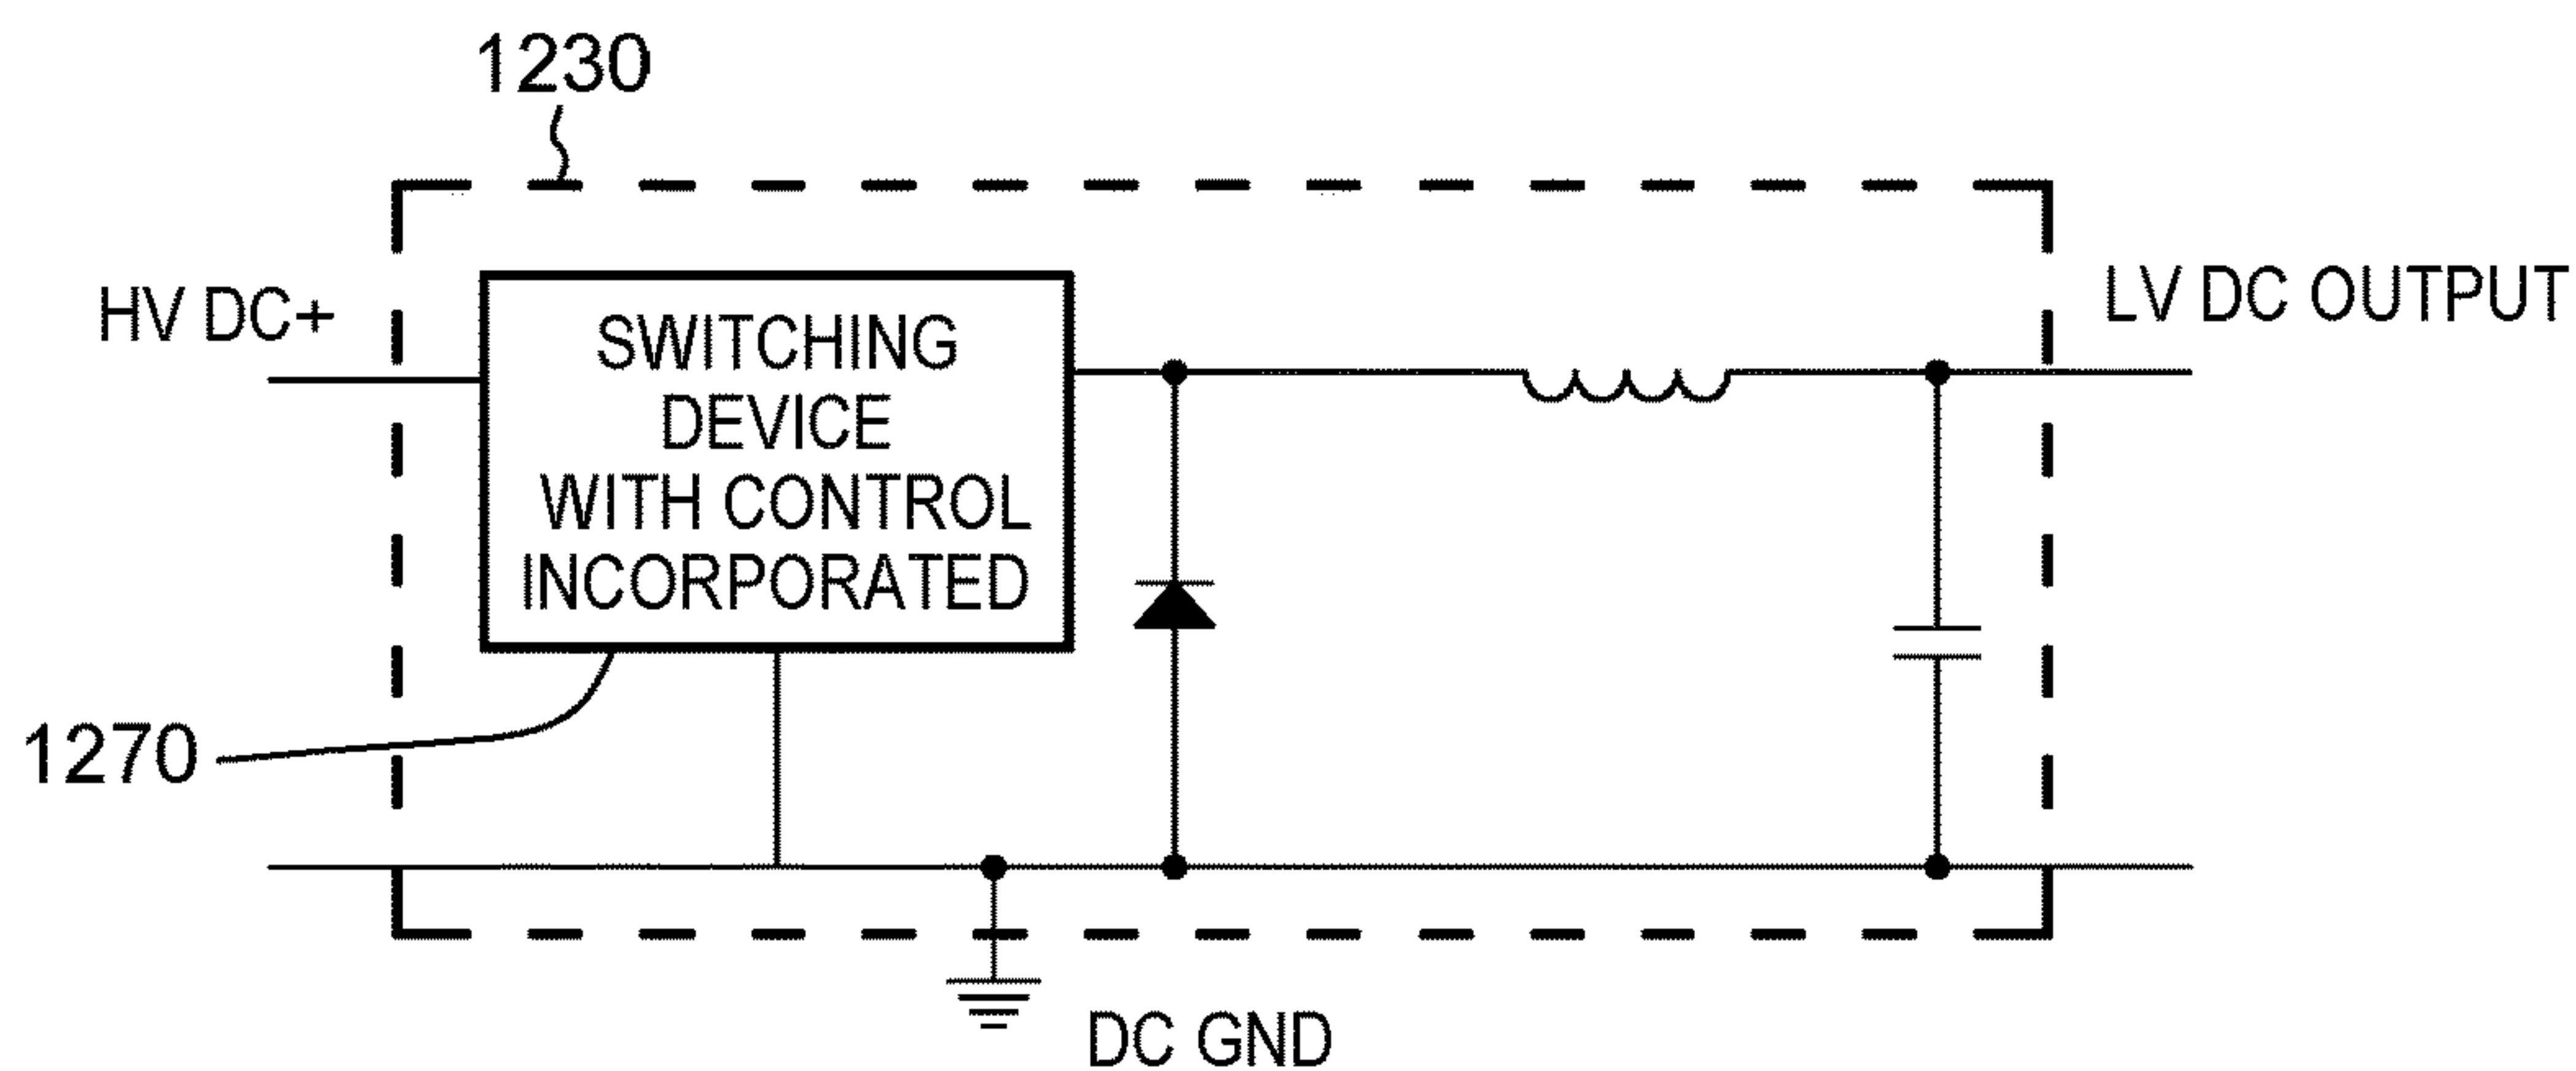 1230
HV DC+
SWITCHING
DEVICE
WITH CONTROL
INCORPORATED
LV DC OUTPUT
1270
DC GND